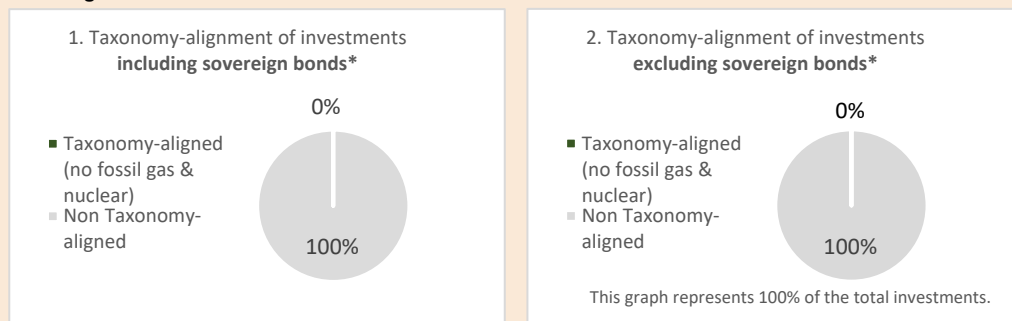 1. Taxonomy-alignment of investments
including sovereign bonds*
0%
Taxonomy-aligned
(no fossil gas &
nuclear)
Non Taxonomy-
aligned
100%
2. Taxonomy-alignment of investments
excluding sovereign bonds*
0%
Taxonomy-aligned
(no fossil gas &
nuclear)
Non Taxonomy-
aligned
100%
This graph represents 100% of the total investments.